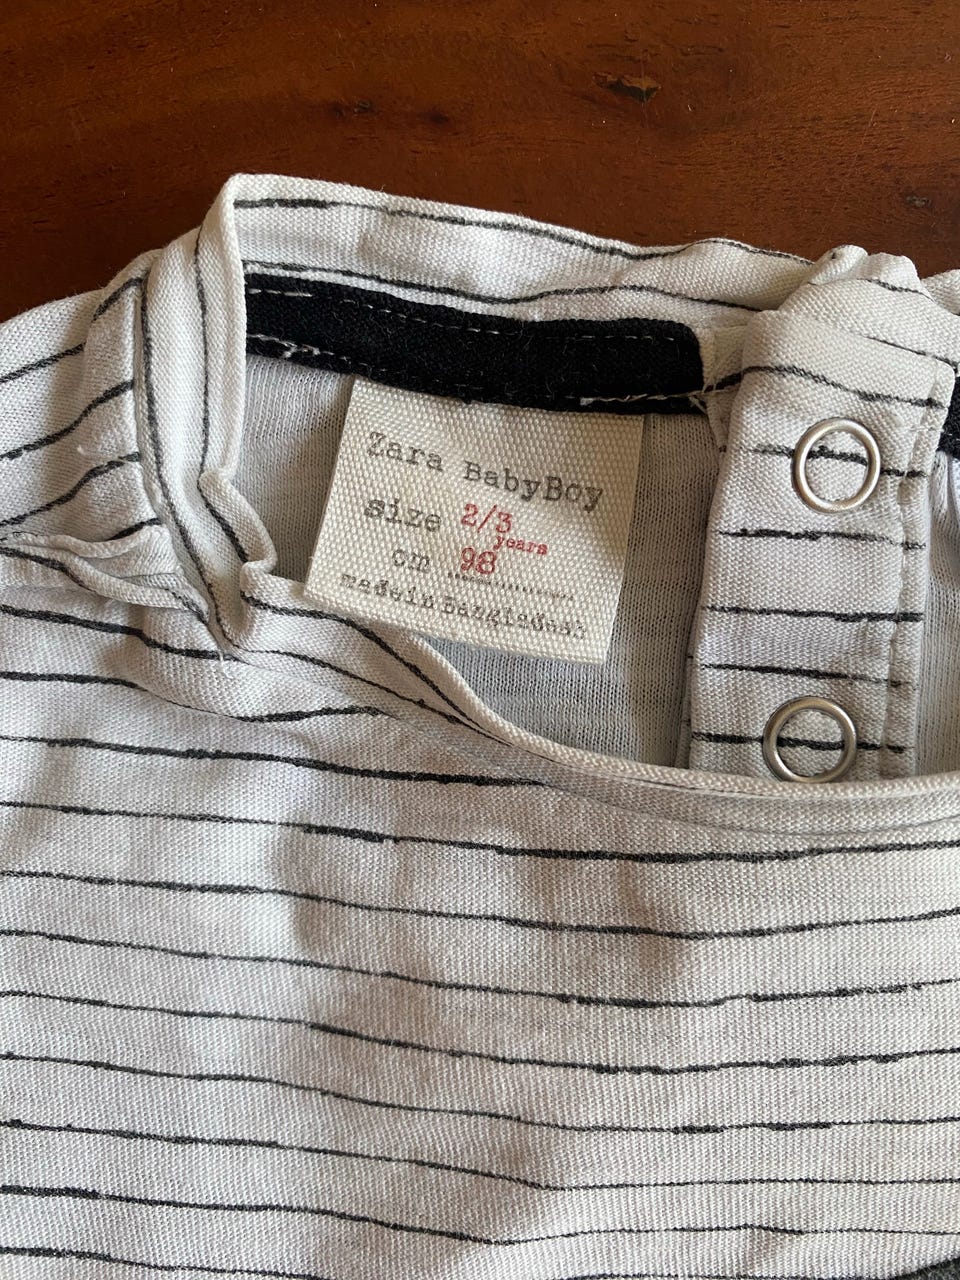 Zara BabyBoy
size 2/3 years
cm 98
made in Bangladesh